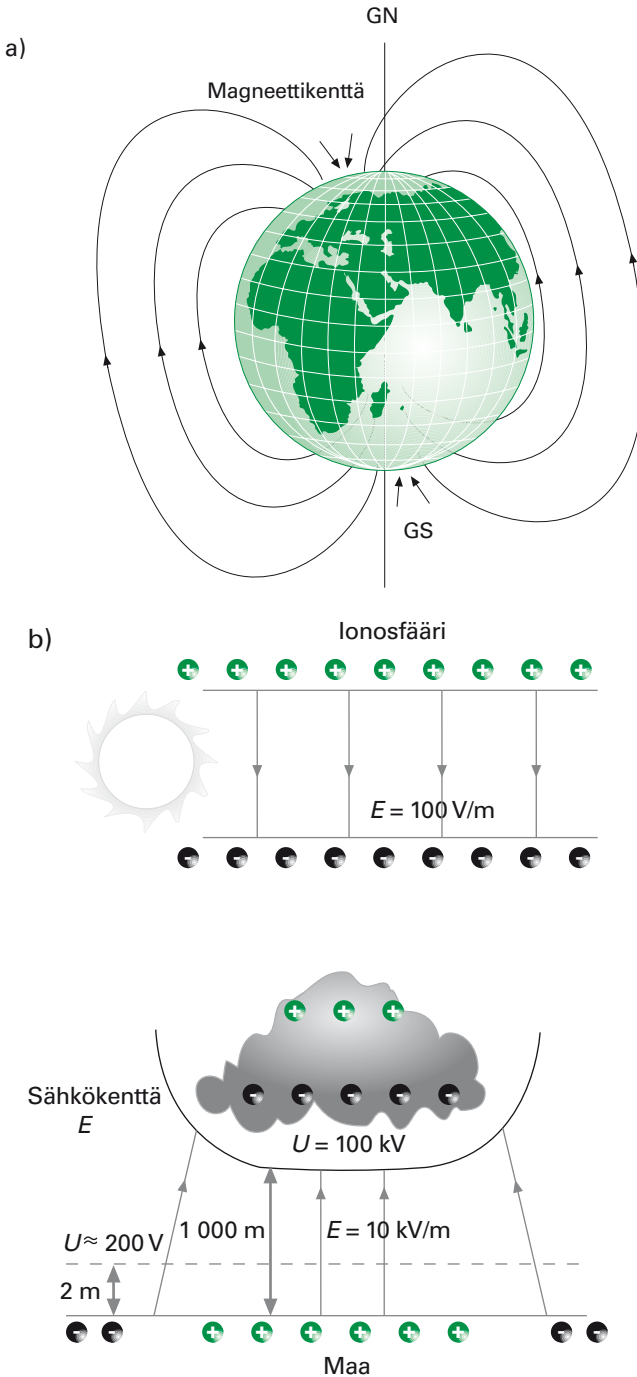 GN
a)
Magneettikenttä
GS
b)
Ionosfääri
+ + + + + + + + +
E = 100 V/m
- - - - - - - - -
+ + +
- - - - -
Sähkökenttä
E
U = 100 kV
1 000 m
E = 10 kV/m
U ≈ 200 V
2 m
- - + + + + + + - -
Maa